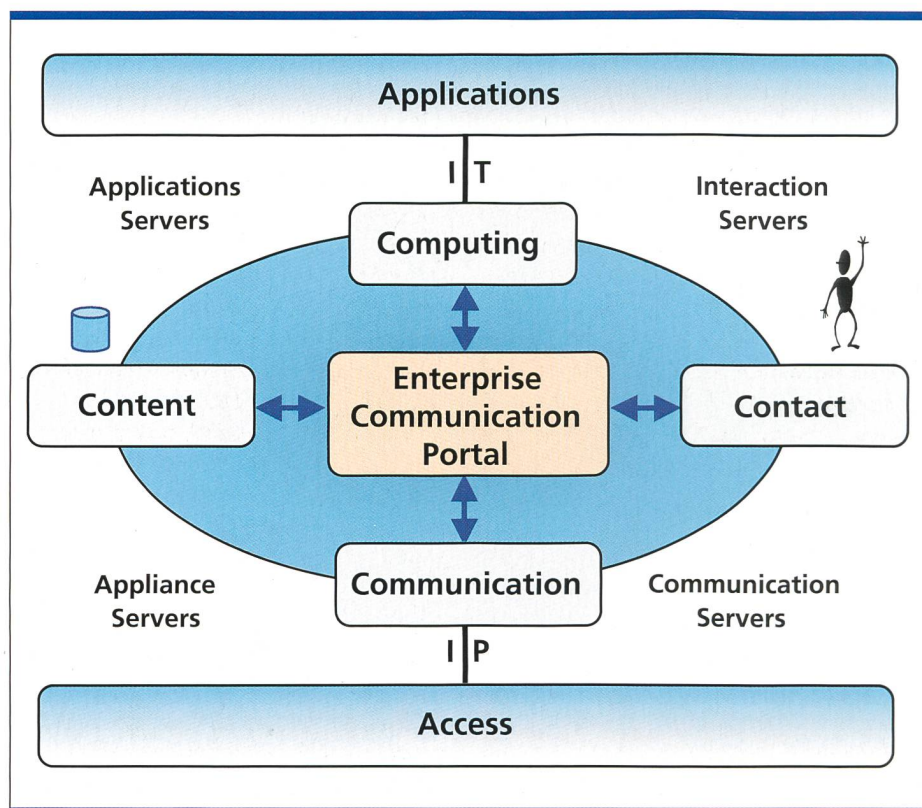 Applications
I T
Applications
Servers
Interaction
Servers
Computing
Content
Enterprise
Communication
Portal
Contact
Appliance
Servers
Communication
Communication
Servers
I P
Access